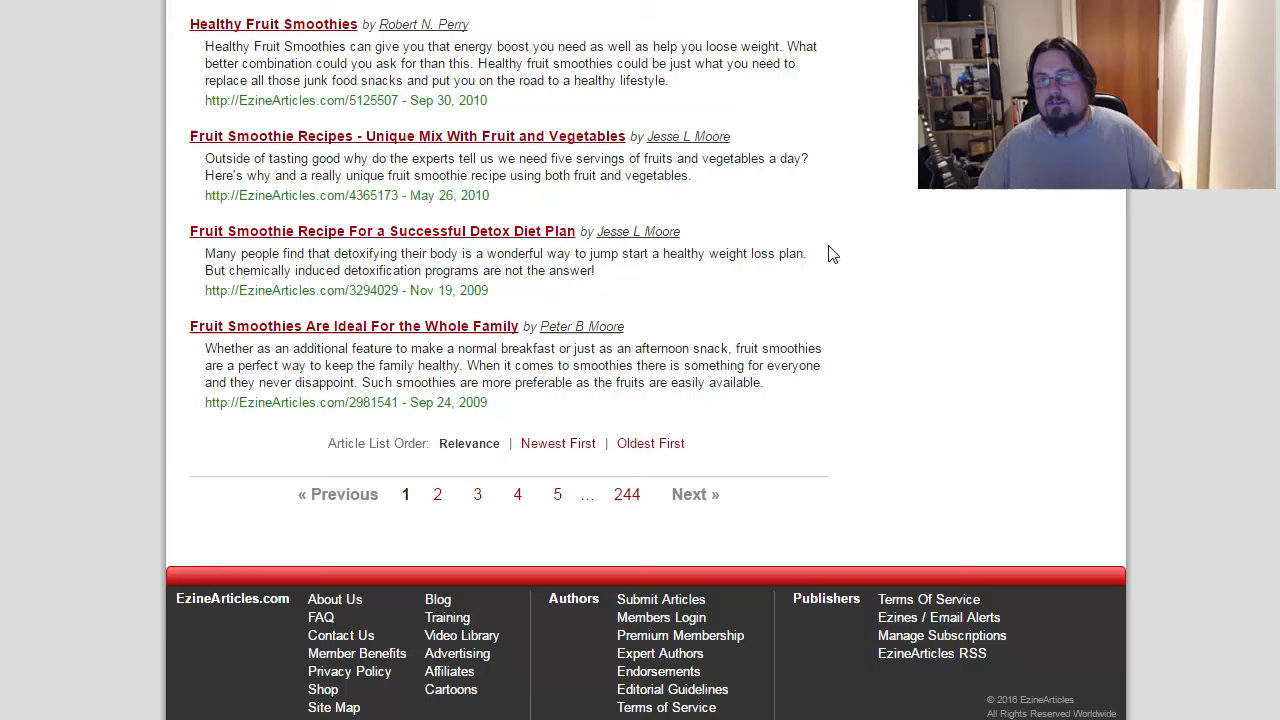 Healthy Fruit Smoothies by Robert N. Perry
Healthy Fruit Smoothies can give you that energy boost you need as well as help you loose weight. What
better combination could you ask for than this. Healthy fruit smoothies could be just what you need to
replace all those junk food snacks and put you on the road to a healthy lifestyle.
http://EzineArticles.com/5125507 - Sep 30, 2010
Fruit Smoothie Recipes - Unique Mix With Fruit and Vegetables by Jesse L Moore
Outside of tasting good why do the experts tell us we need five servings of fruits and vegetables a day?
Here's why and a really unique fruit smoothie recipe using both fruit and vegetables.
http://EzineArticles.com/4365173 - May 26, 2010
Fruit Smoothie Recipe For a Successful Detox Diet Plan by Jesse L Moore
Many people find that detoxifying their body is a wonderful way to jump start a healthy weight loss plan.
But chemically induced detoxification programs are not the answer!
http://EzineArticles.com/3294029 - Nov 19, 2009
Fruit Smoothies Are Ideal For the Whole Family by Peter B Moore
Whether as an additional feature to make a normal breakfast or just as an afternoon snack, fruit smoothies
are a perfect way to keep the family healthy. When it comes to smoothies there is something for everyone
and they never disappoint. Such smoothies are more preferable as the fruits are easily available.
http://EzineArticles.com/2981541 - Sep 24, 2009
Article List Order: Relevance | Newest First | Oldest First
« Previous 1 2 3 4 5 ... 244 Next »
EzineArticles.com
About Us
FAQ
Contact Us
Member Benefits
Privacy Policy
Shop
Site Map
Blog
Training
Video Library
Advertising
Affiliates
Cartoons
Authors
Submit Articles
Members Login
Premium Membership
Expert Authors
Endorsements
Editorial Guidelines
Terms of Service
Publishers
Terms Of Service
Ezines / Email Alerts
Manage Subscriptions
EzineArticles RSS
© 2016 EzineArticles
All Rights Reserved Worldwide